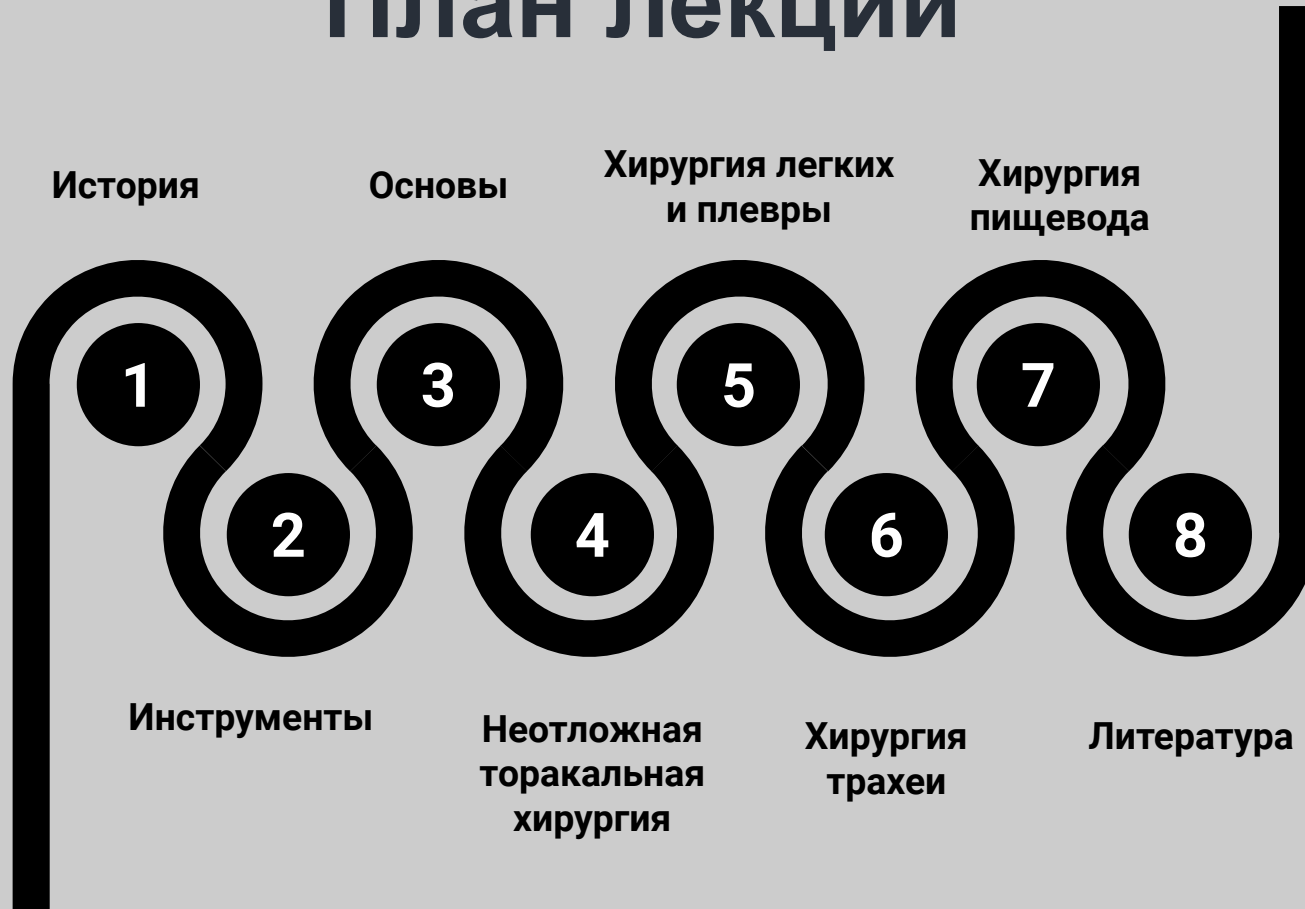 План лекции
История
1
Инструменты
2
Основы
3
Неотложная
торакальная
хирургия
4
Хирургия легких
и плевры
5
Хирургия
трахеи
6
Хирургия
пищевода
7
Литература
8